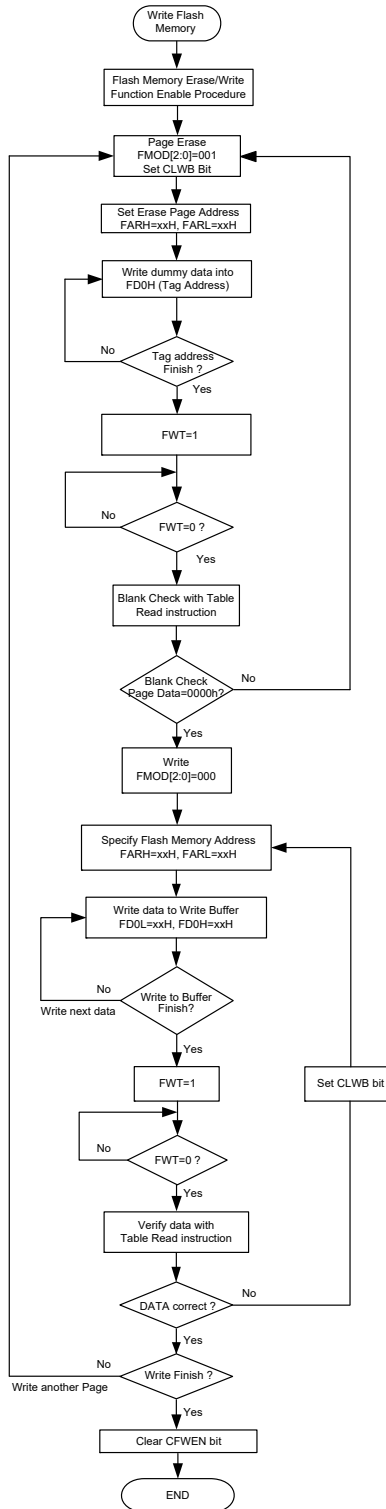 Write Flash
Memory
Flash Memory Erase/Write
Function Enable Procedure
Page Erase
FMOD[2:0]=001
Set CLWB Bit
Set Erase Page Address
FARH=xxH, FARL=xxH
Write dummy data into
FD0H (Tag Address)
No
Tag address
Finish ?
Yes
FWT=1
No
FWT=0 ?
Yes
Blank Check with Table
Read instruction
Blank Check
Page Data=0000h?
No
Yes
Write
FMOD[2:0]=000
Specify Flash Memory Address
FARH=xxH, FARL=xxH
Write data to Write Buffer
FD0L=xxH, FD0H=xxH
No
Write next data
Write to Buffer
Finish?
Yes
FWT=1
Set CLWB bit
No
FWT=0 ?
Yes
Verify data with
Table Read instruction
DATA correct ?
No
Yes
No
Write another Page
Write Finish ?
Yes
Clear CFWEN bit
END